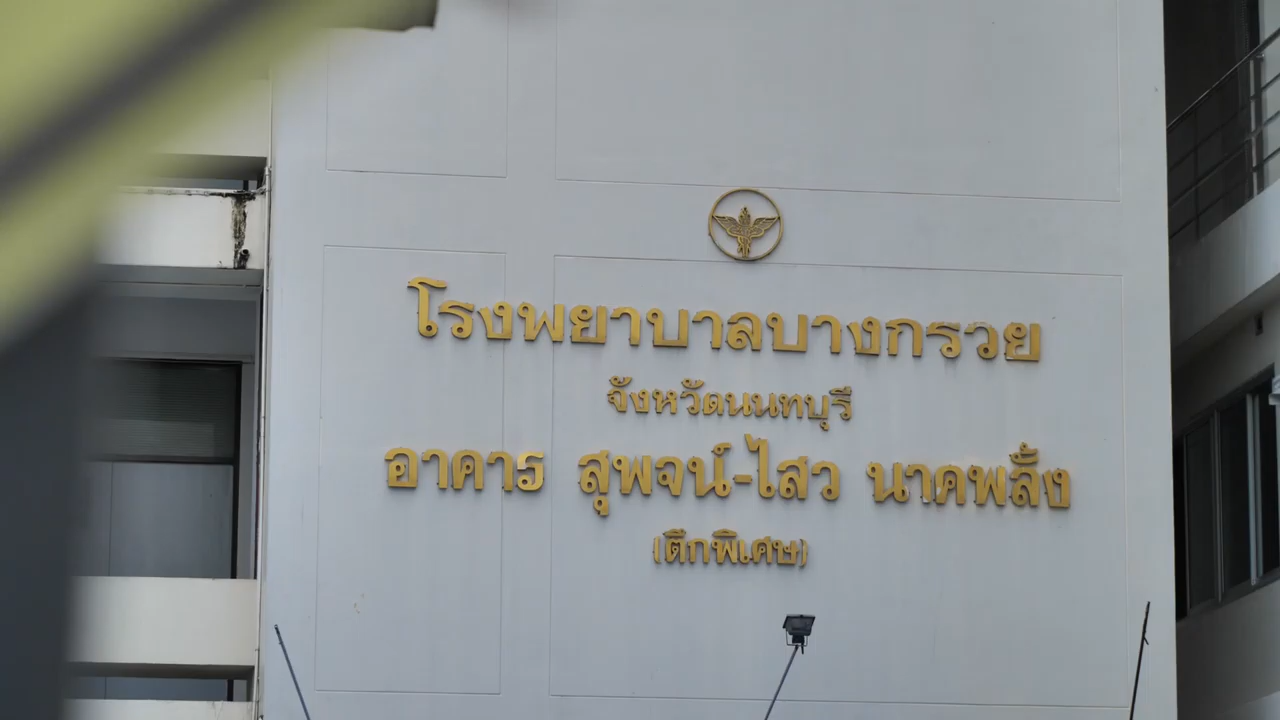 โรงพยาบาลบางกรวย
จังหวัดนนทบุรี
อาคาร สุพจน์-ไสว นาคพลั้ง
(ตึกพิเศษ)